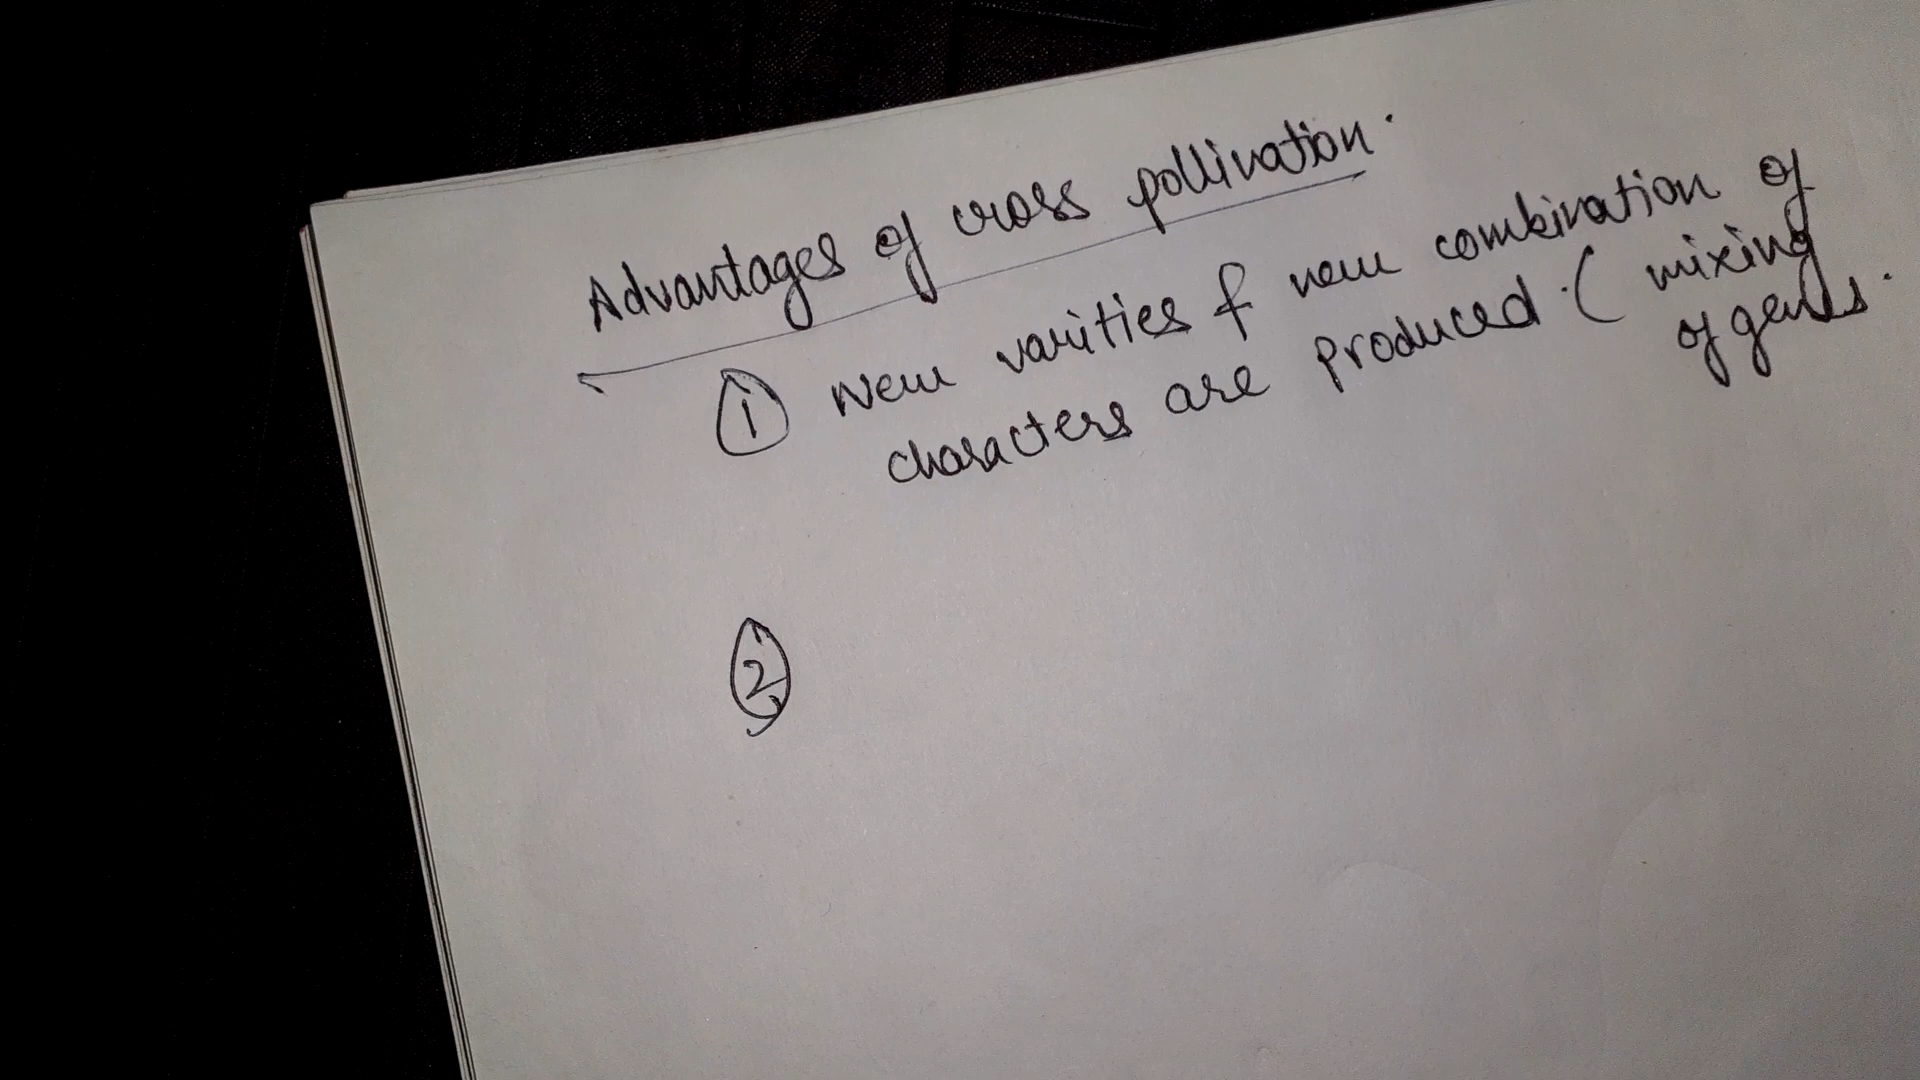 Advantages of cross pollination.
① New varities & new combination of
characters are produced. ( mixing
of genes.
②